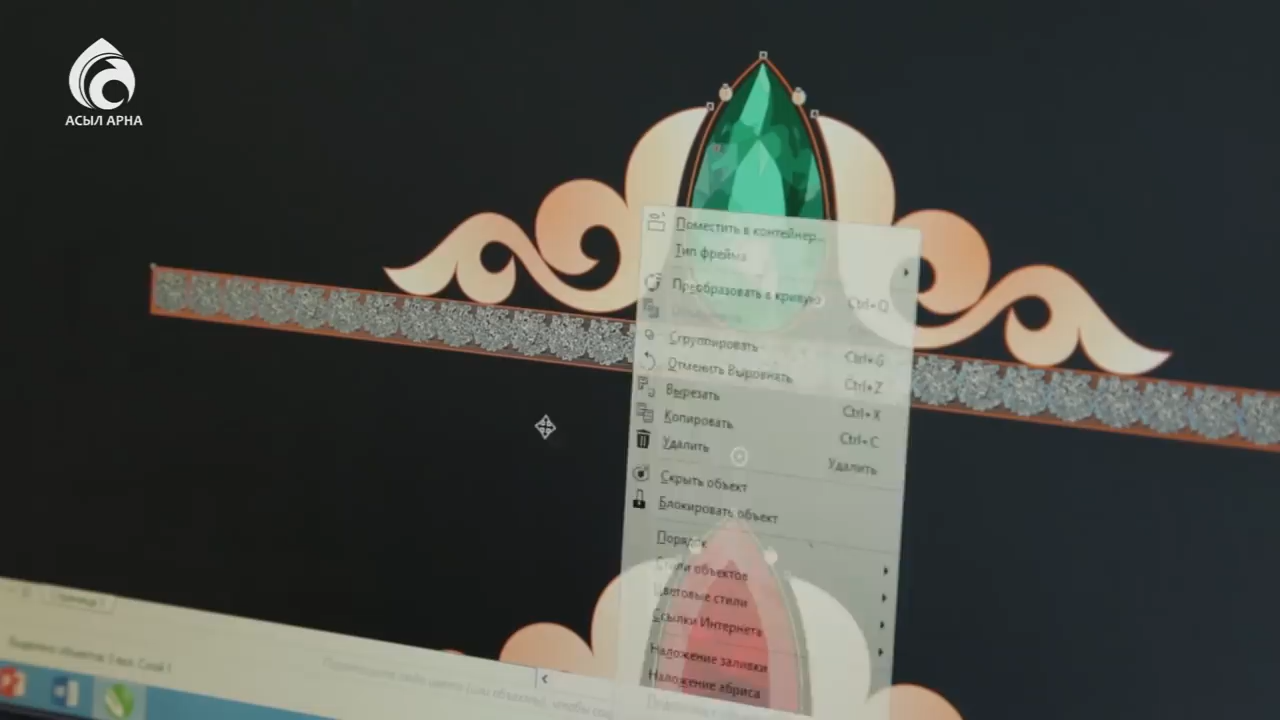 АСЫЛ АРНА
Поместить в контейнер...
Тип фрейма
Преобразовать в кривую Ctrl+Q
Сгруппировать Ctrl+G
Отменить Выровнять Ctrl+Z
Вырезать Ctrl+X
Копировать Ctrl+C
Удалить Удалить
Скрыть объект
Блокировать объект
Порядок
Стили объектов
Цветовые стили
Ссылки Интернета
Наложение заливки
Наложение абриса